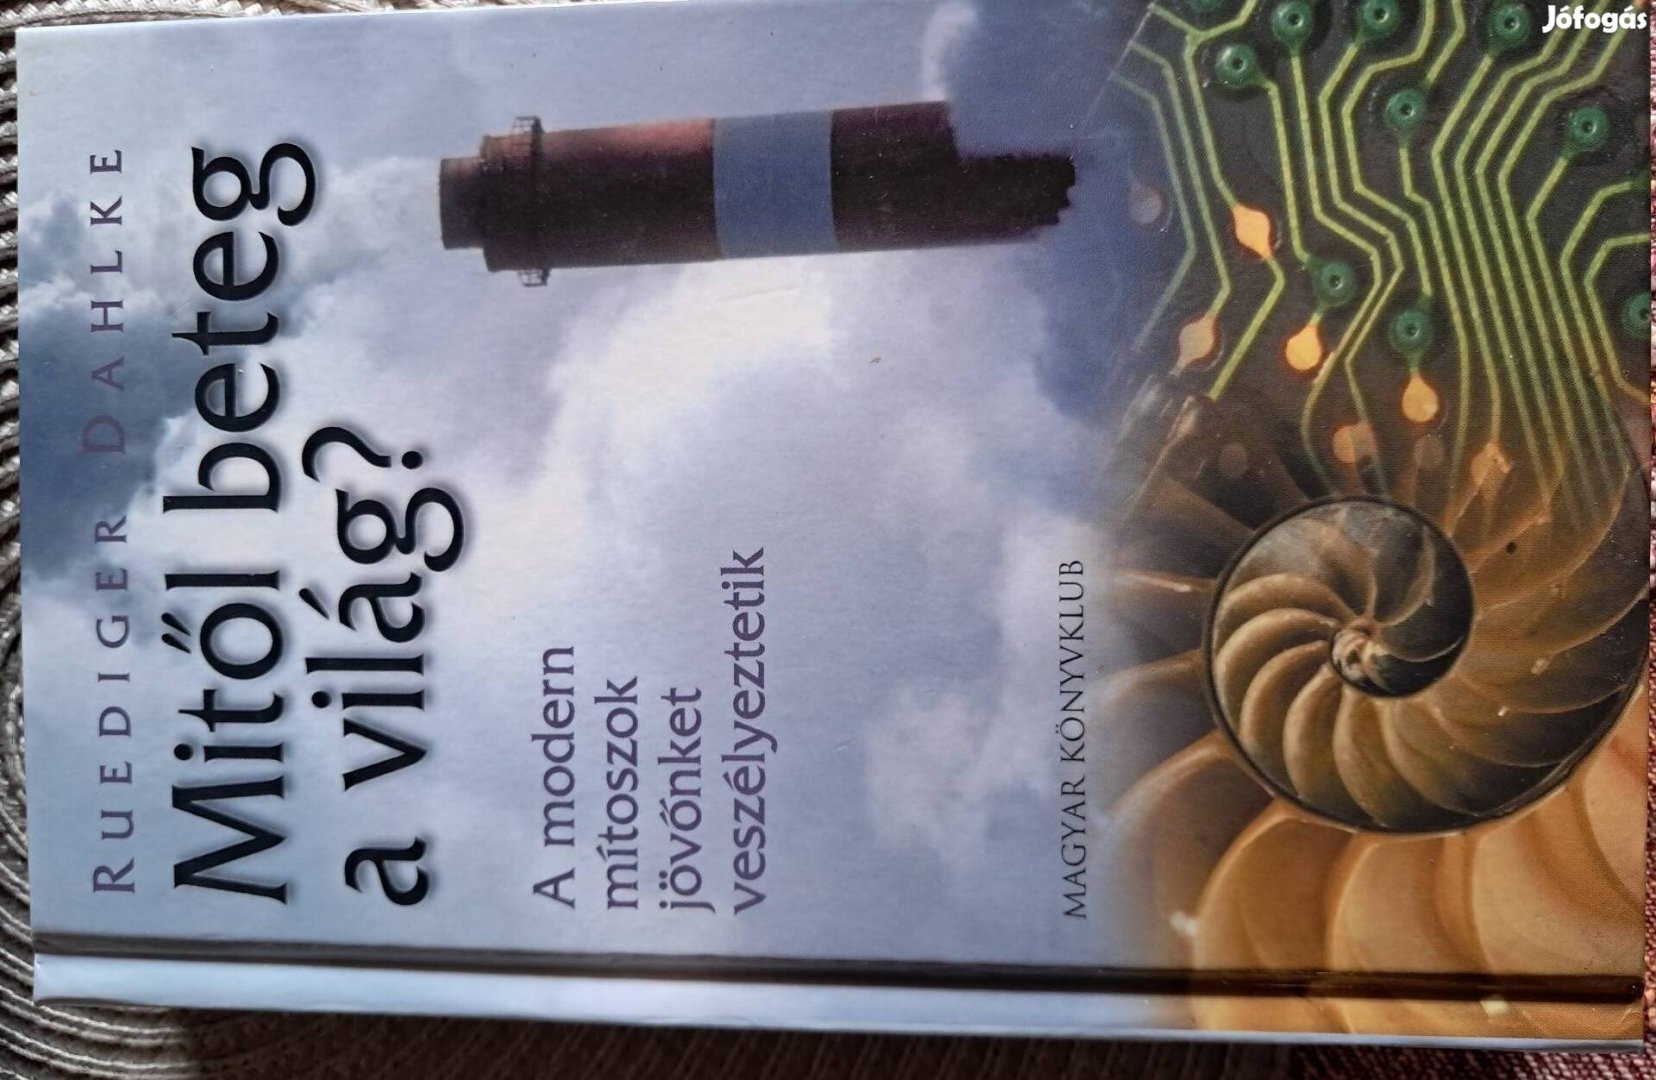 RUEDIGER DAHLKE
Mitől beteg
a világ?
A modern
mítoszok
jövőnket
veszélyeztetik
MAGYAR KÖNYVKLUB
Jófogás